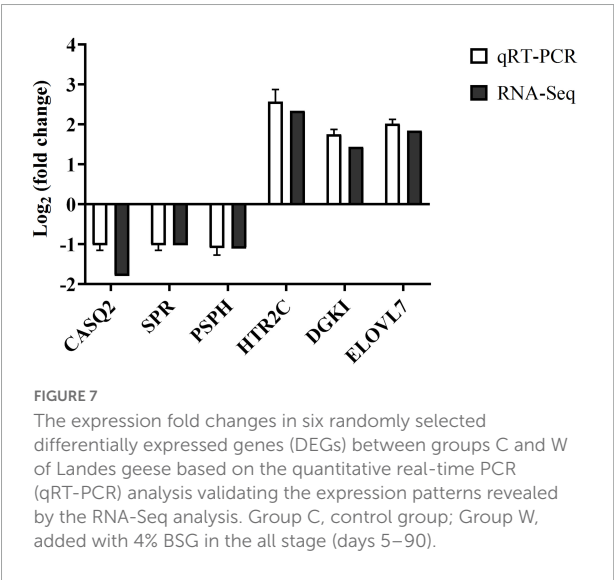 4
3
2
1
0
-1
-2
Log₂ (fold change)
qRT-PCR
RNA-Seq
CASQ2
SPR
PSPH
HTR2C
DGKI
ELOVL7
FIGURE 7
The expression fold changes in six randomly selected
differentially expressed genes (DEGs) between groups C and W
of Landes geese based on the quantitative real-time PCR
(qRT-PCR) analysis validating the expression patterns revealed
by the RNA-Seq analysis. Group C, control group; Group W,
added with 4% BSG in the all stage (days 5–90).